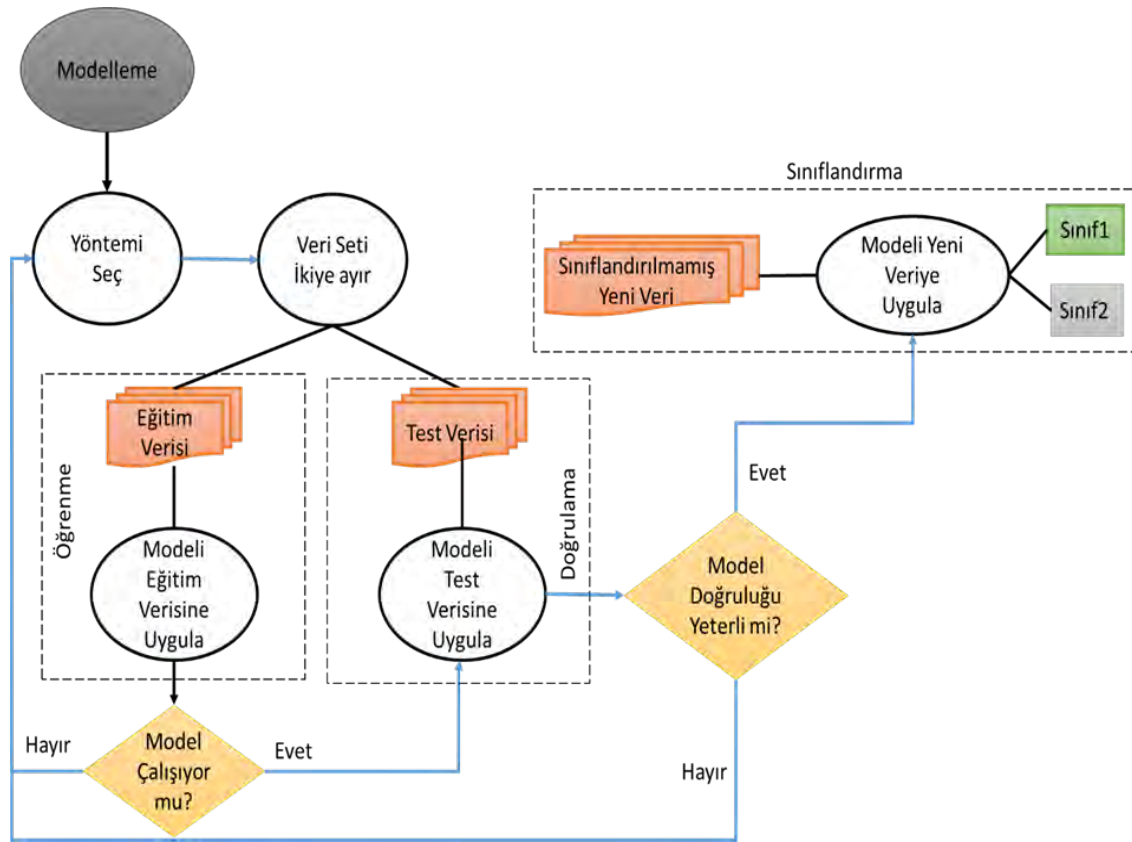 Modelleme
Yöntemi
Seç
Veri Seti
İkiye ayır
Sınıflandırma
Sınıflandırılmamış
Yeni Veri
Modeli Yeni
Veriye
Uygula
Sınıf1
Sınıf2
Öğrenme
Eğitim
Verisi
Modeli
Eğitim
Verisine
Uygula
Doğrulama
Test Verisi
Modeli
Test
Verisine
Uygula
Model
Doğruluğu
Yeterli mi?
Evet
Hayır
Model
Çalışıyor
mu?
Hayır
Evet